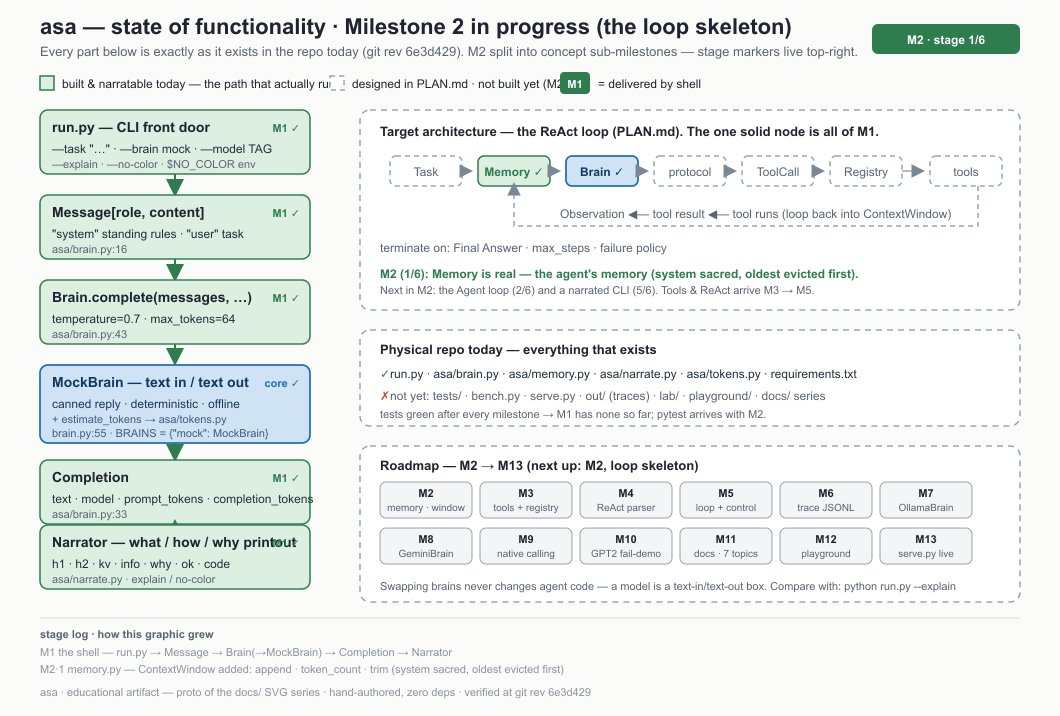 asa — state of functionality · Milestone 2 in progress (the loop skeleton)
M2 · stage 1/6
Every part below is exactly as it exists in the repo today (git rev 6e3d429). M2 split into concept sub-milestones — stage markers live top-right.
built & narratable today — the path that actually
designed in PLAN.md · not built yet
M1
= delivered by shell
run.py — CLI front door
M1 ✓
—task "…" · —brain mock · —model TAG
—explain · —no-color · $NO_COLOR env
Message[role, content]
M1 ✓
"system" standing rules · "user" task
asa/brain.py:16
Brain.complete(messages, …)
M1 ✓
temperature=0.7 · max_tokens=64
asa/brain.py:43
MockBrain — text in / text out
core ✓
canned reply · deterministic · offline
+ estimate_tokens → asa/tokens.py
brain.py:55 · BRAINS = {"mock": MockBrain}
Completion
M1 ✓
text · model · prompt_tokens · completion_tokens
asa/brain.py:33
Narrator — what / how / why printout
h1 · h2 · kv · info · why · ok · code
asa/narrate.py · explain / no-color
Target architecture — the ReAct loop (PLAN.md). The one solid node is all of M1.
Task
Memory ✓
Brain ✓
protocol
ToolCall
Registry
tools
Observation ◀— tool result ◀— tool runs (loop back into ContextWindow)
terminate on: Final Answer · max_steps · failure policy
M2 (1/6): Memory is real — the agent's memory (system sacred, oldest evicted first).
Next in M2: the Agent loop (2/6) and a narrated CLI (5/6). Tools & ReAct arrive M3 → M5.
Physical repo today — everything that exists
✓run.py · asa/brain.py · asa/memory.py · asa/narrate.py · asa/tokens.py · requirements.txt
✗not yet: tests/ · bench.py · serve.py · out/ (traces) · lab/ · playground/ · docs/ series
tests green after every milestone → M1 has none so far; pytest arrives with M2.
Roadmap — M2 → M13 (next up: M2, loop skeleton)
M2
memory · window
M3
tools + registry
M4
ReAct parser
M5
loop + control
M6
trace JSONL
M7
OllamaBrain
M8
GeminiBrain
M9
native calling
M10
GPT2 fail-demo
M11
docs · 7 topics
M12
playground
M13
serve.py live
Swapping brains never changes agent code — a model is a text-in/text-out box. Compare with: python run.py --explain
stage log · how this graphic grew
M1 the shell — run.py → Message → Brain(→MockBrain) → Completion → Narrator
M2·1 memory.py — ContextWindow added: append · token_count · trim (system sacred, oldest evicted first)
asa · educational artifact — proto of the docs/ SVG series · hand-authored, zero deps · verified at git rev 6e3d429